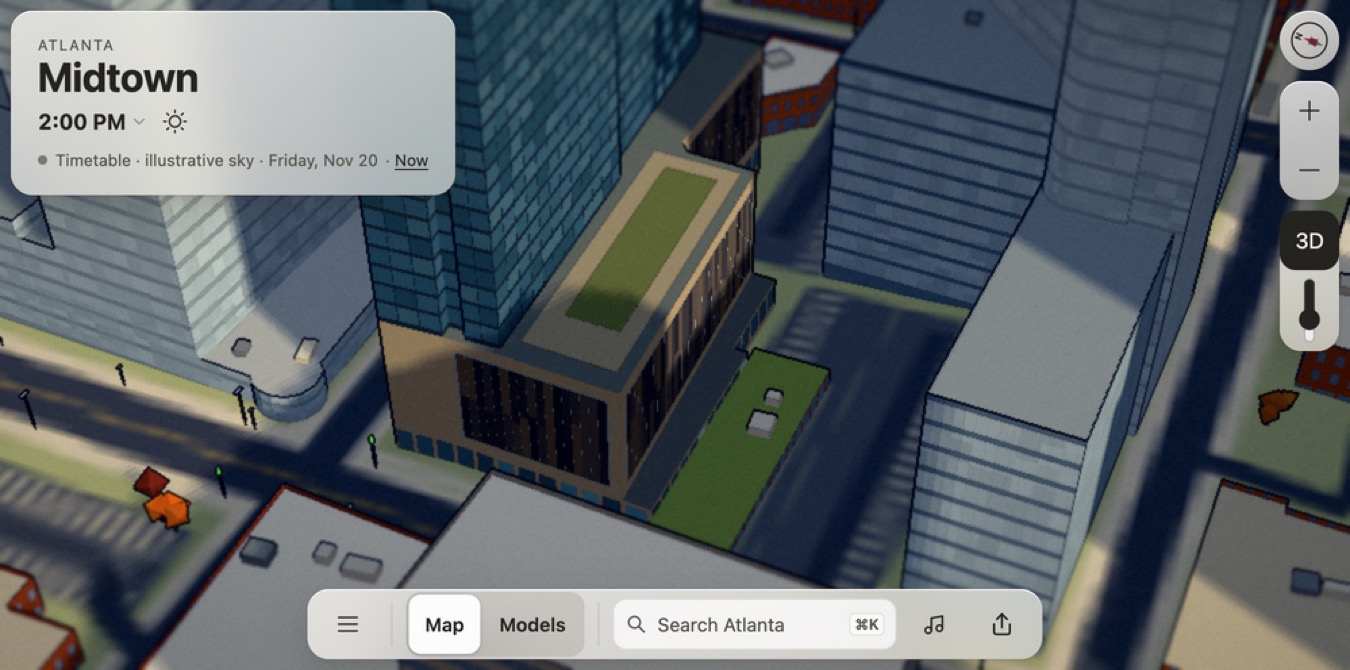 ATLANTA
Midtown
2:00 PM
Timetable · illustrative sky · Friday, Nov 20 · Now
N
3D
Map
Models
Search Atlanta
⌘K